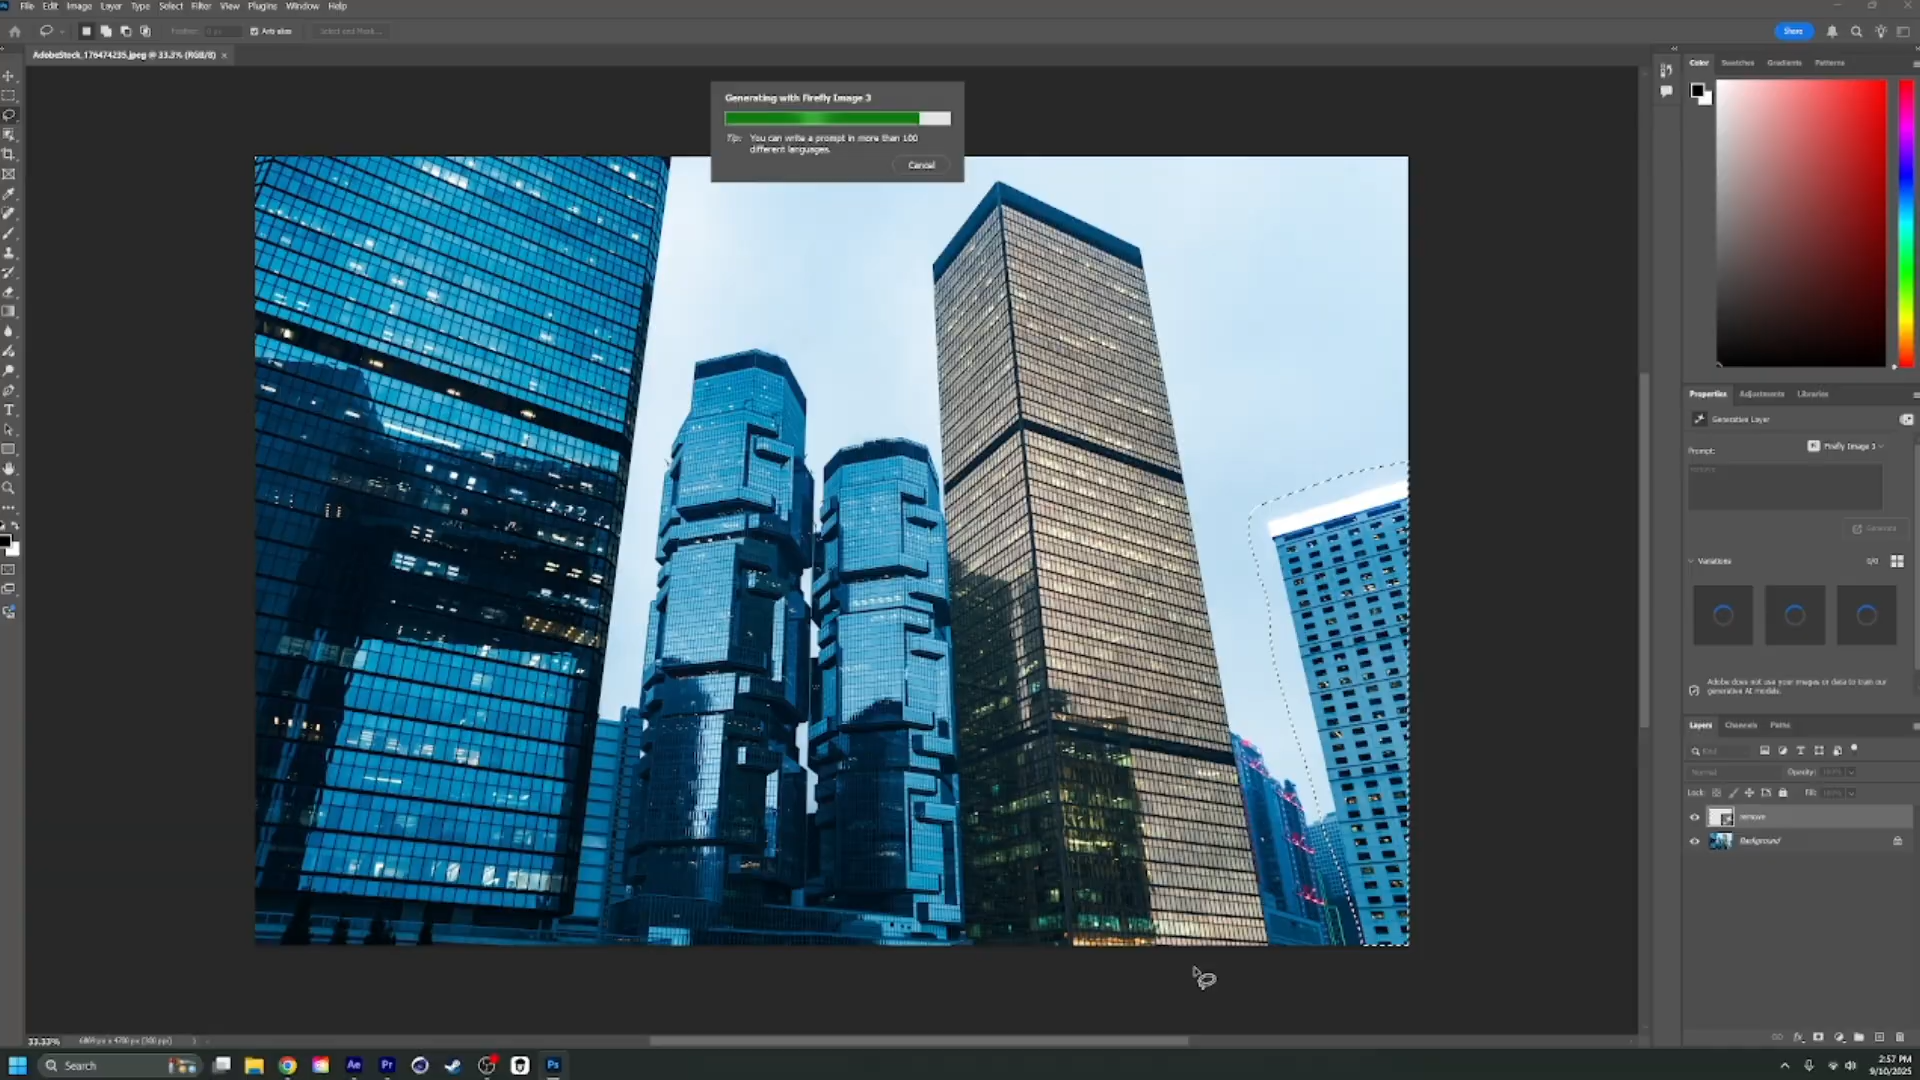 File Edit Image Layer Type Select Filter View Plugins Window Help
Anti-alias Select and Mask...
Share
AdobeStock_176474235.jpeg @ 33.3% (RGB/8)
Color Swatches Gradients Patterns
Generating with Firefly Image 3
Tip: You can write a prompt in more than 100
different languages.
Cancel
Properties Adjustments Libraries
Generative Layer
Prompt: Firefly Image 3
Generate
Variations 0/0
Adobe does not use your images or data to train our
generative AI models.
Layers Channels Paths
Kind
Normal Opacity: 100%
Lock: Fill: 100%
remove
Background
33.33%
Search
2:57 PM
9/10/2025